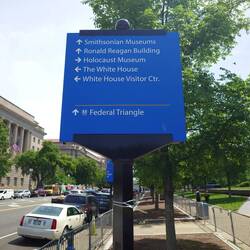 ↑ Smithsonian Museums
↑ Ronald Reagan Building
→ Holocaust Museum
← The White House
← White House Visitor Ctr.
↑ Federal Triangle